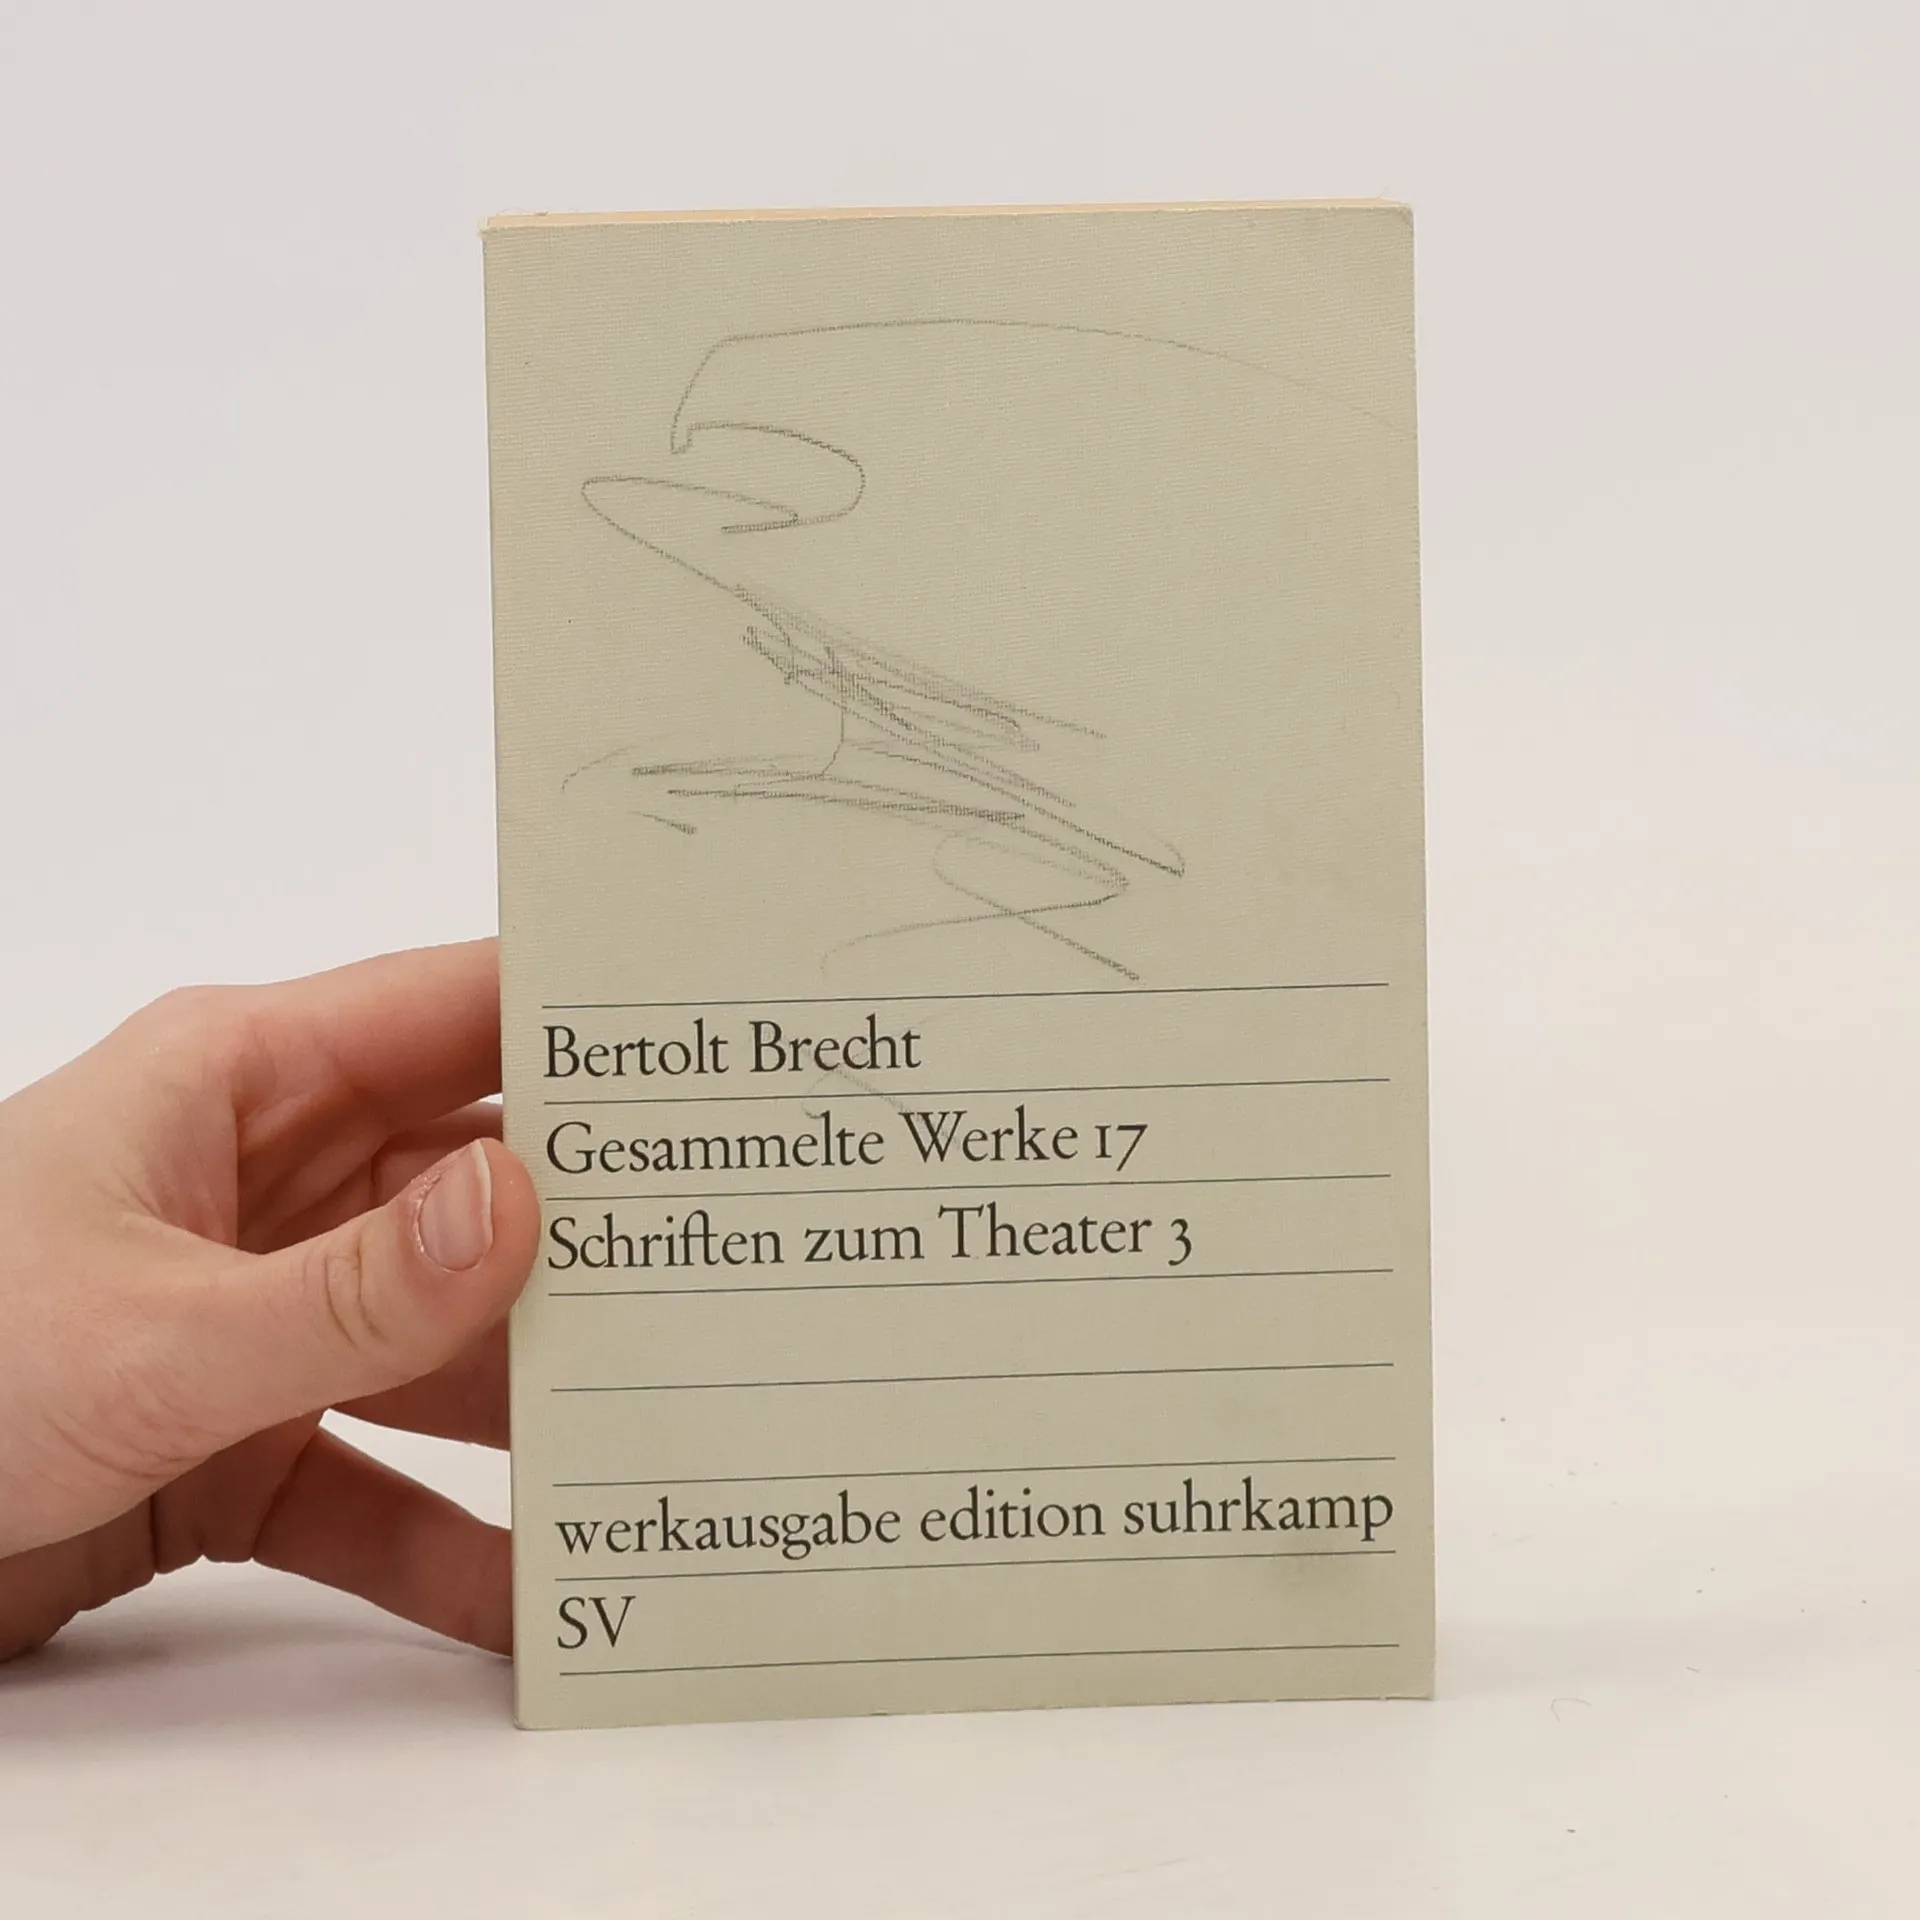 Bertolt Brecht
Gesammelte Werke 17
Schriften zum Theater 3
werkausgabe edition suhrkamp
SV